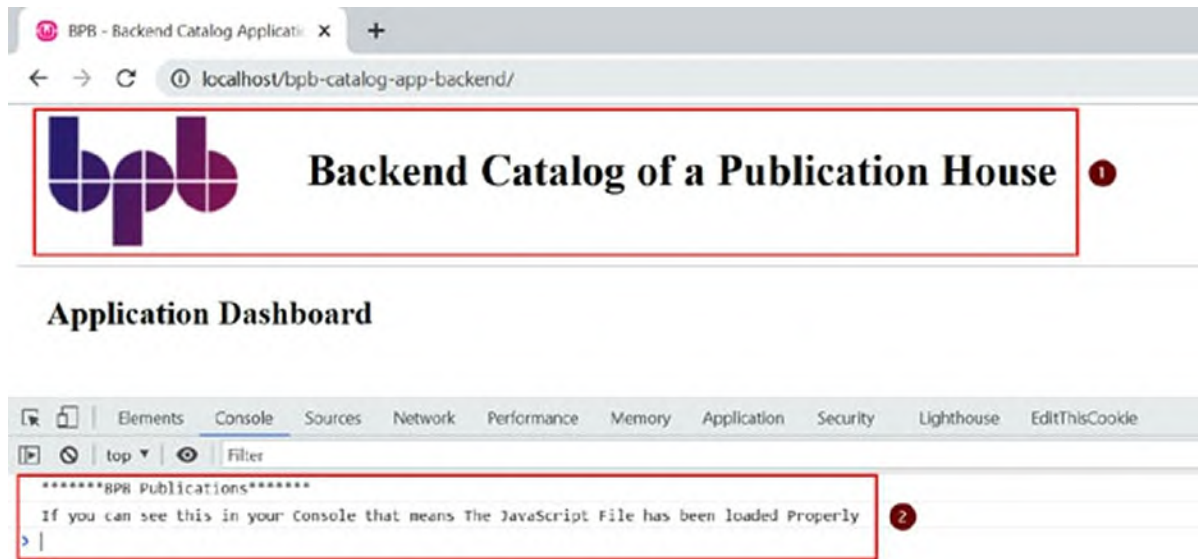 BPB - Backend Catalog Applicatio
localhost/bpb-catalog-app-backend/
bpb
Backend Catalog of a Publication House
1
Application Dashboard
Elements Console Sources Network Performance Memory Application Security Lighthouse EditThisCookie
top Filter
*******BPB Publications*******
If you can see this in your Console that means The JavaScript File has been loaded Properly
2